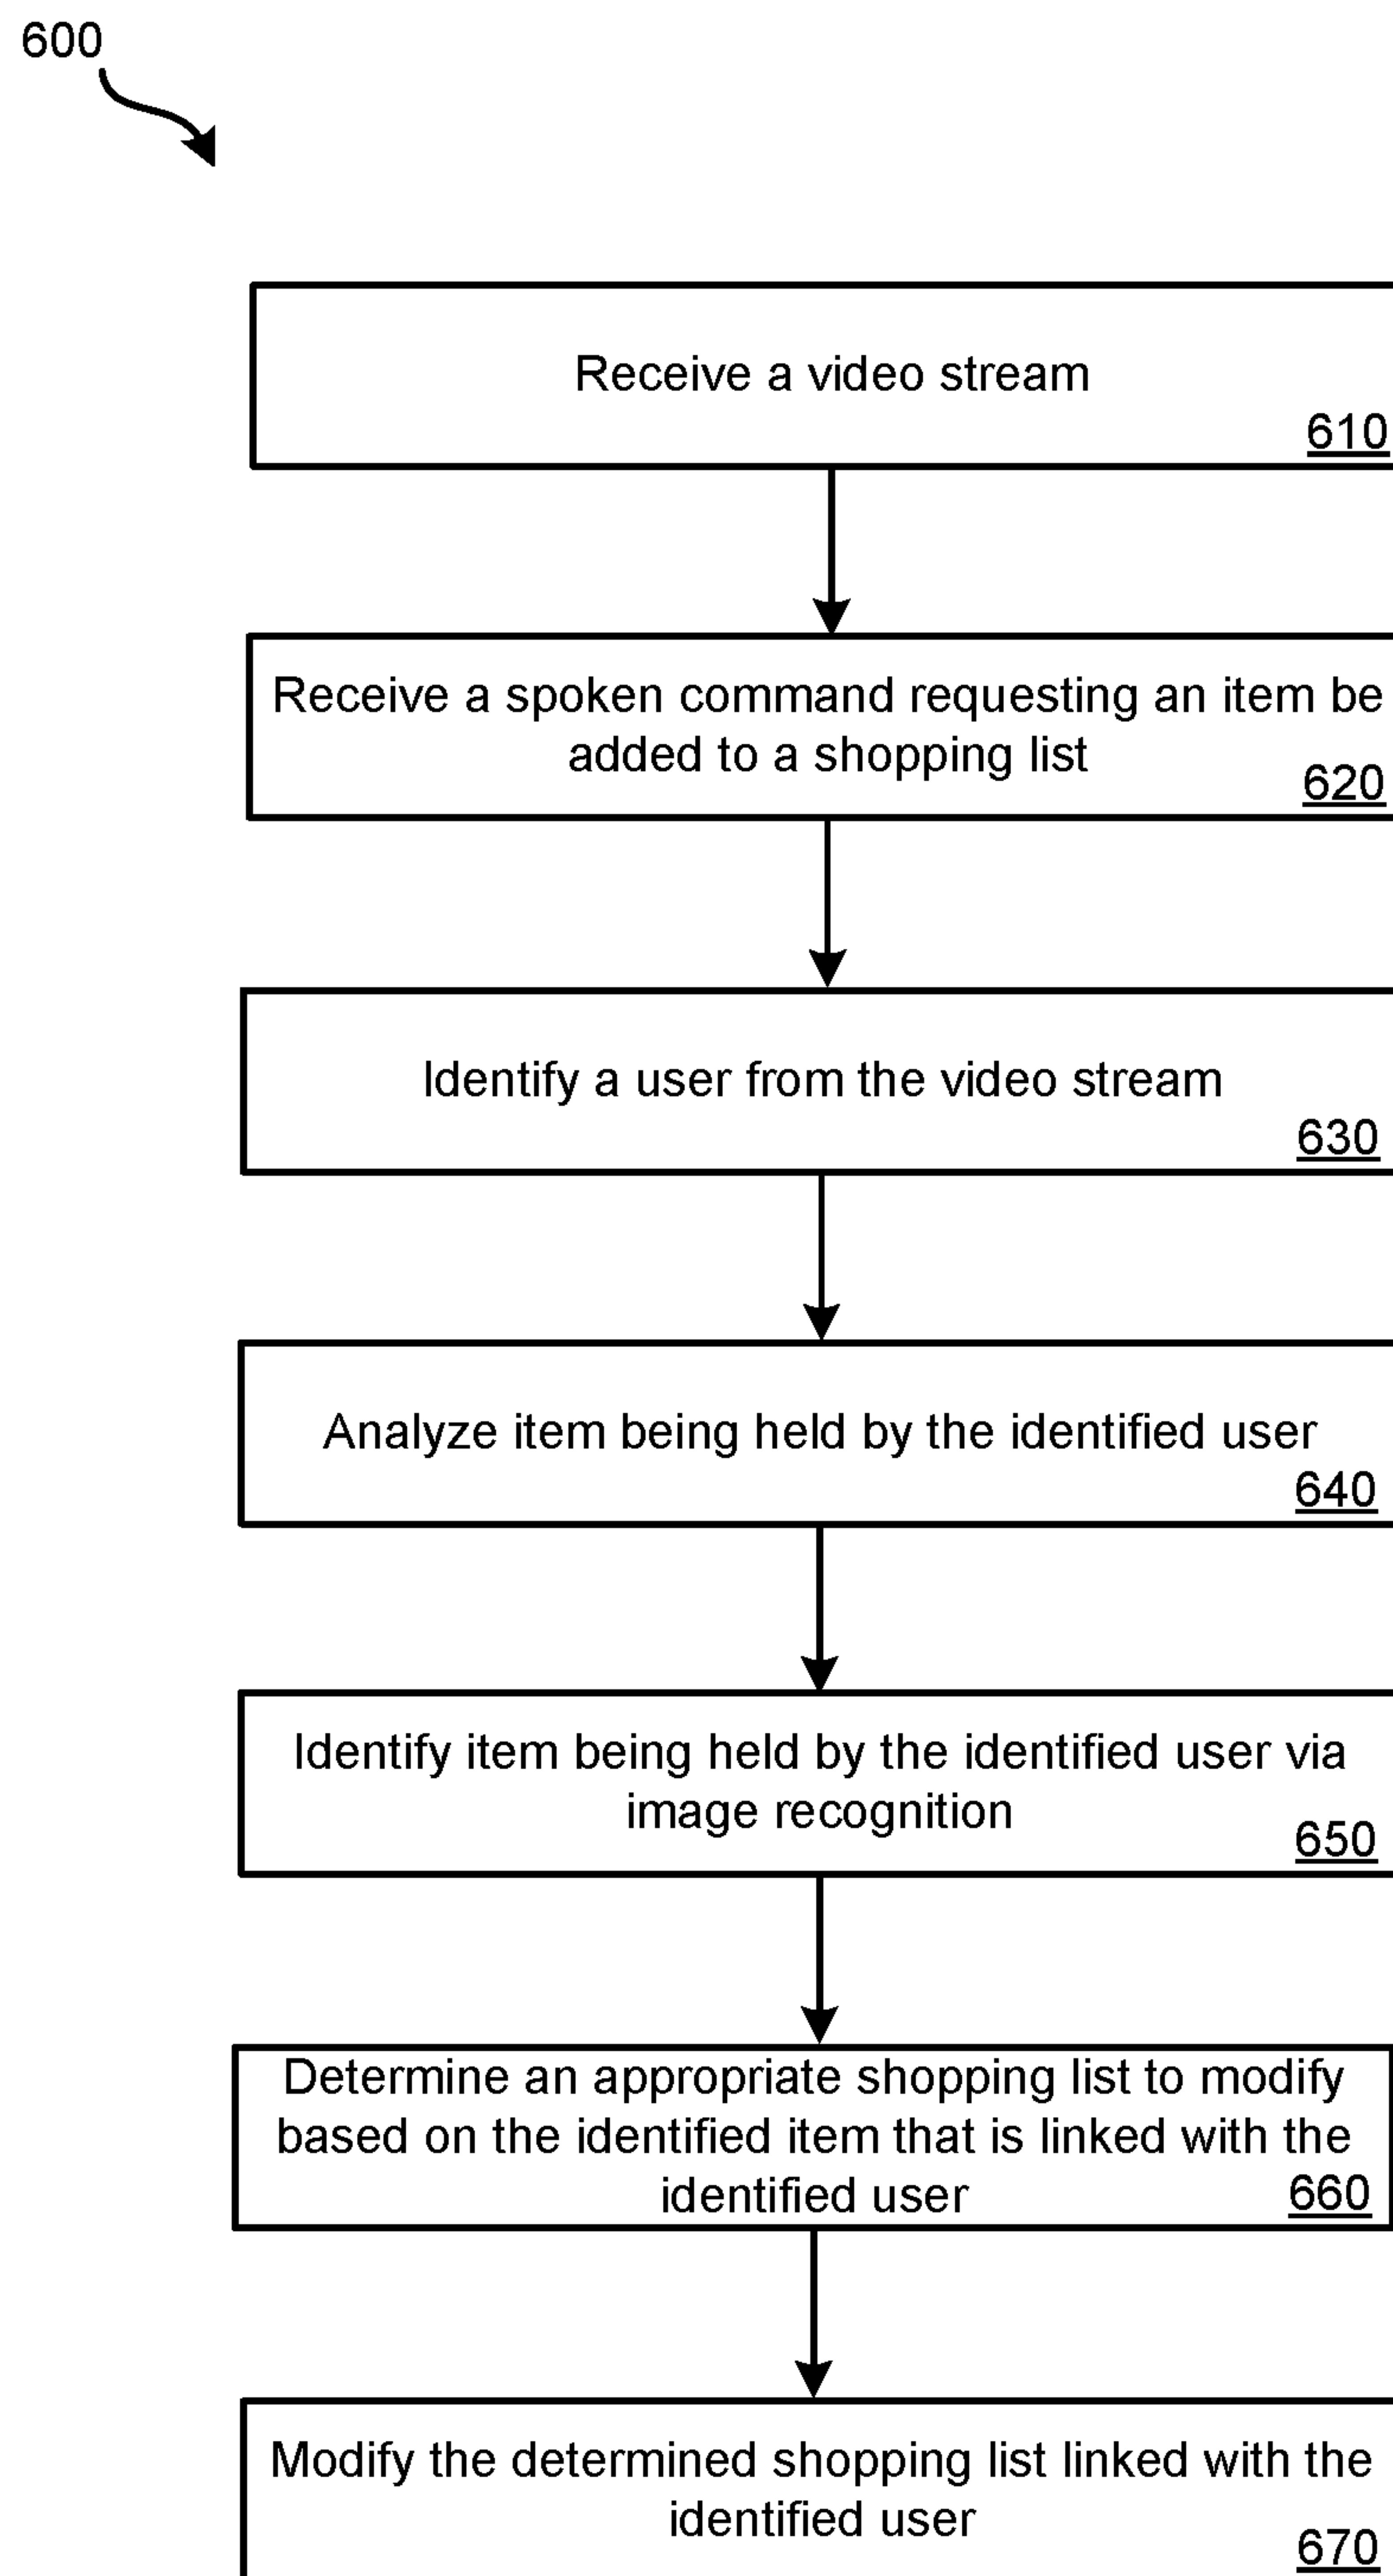 600
Receive a video stream
610
Receive a spoken command requesting an item be
added to a shopping list
620
Identify a user from the video stream
630
Analyze item being held by the identified user
640
Identify item being held by the identified user via
image recognition
650
Determine an appropriate shopping list to modify
based on the identified item that is linked with the
identified user
660
Modify the determined shopping list linked with the
identified user
670